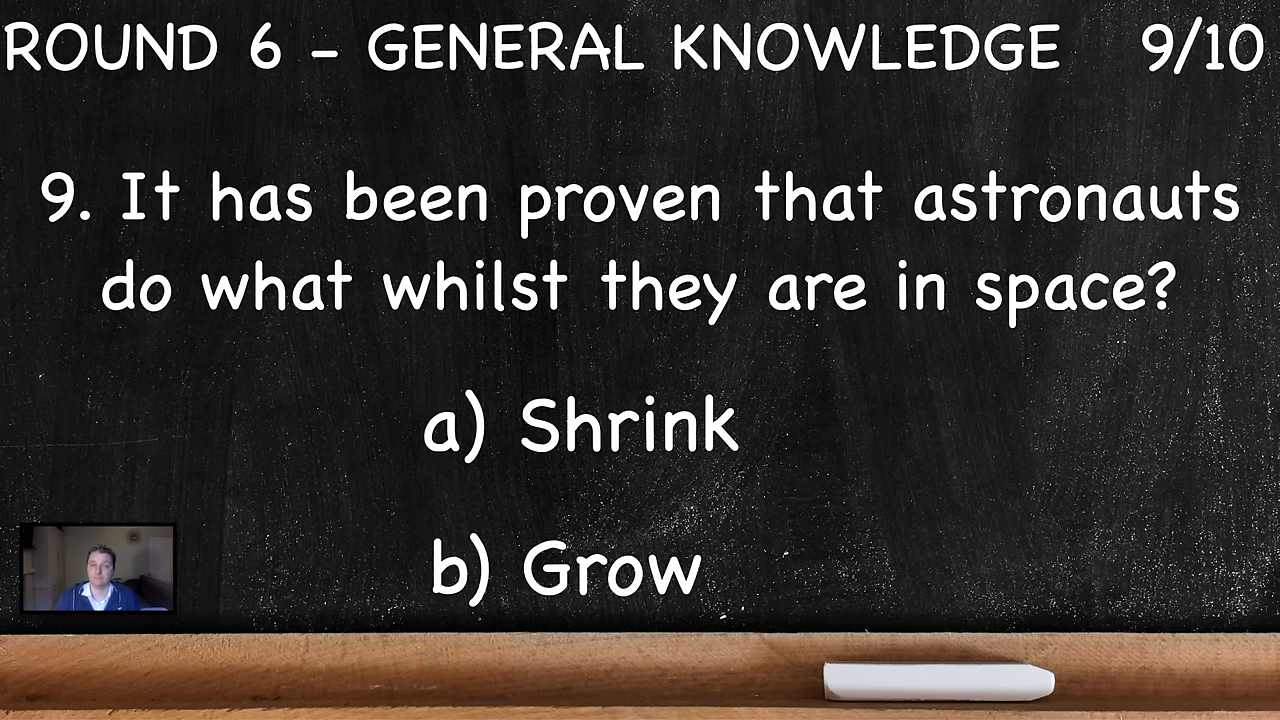 ROUND 6 - GENERAL KNOWLEDGE 9/10
9. It has been proven that astronauts
do what whilst they are in space?
a) Shrink
b) Grow